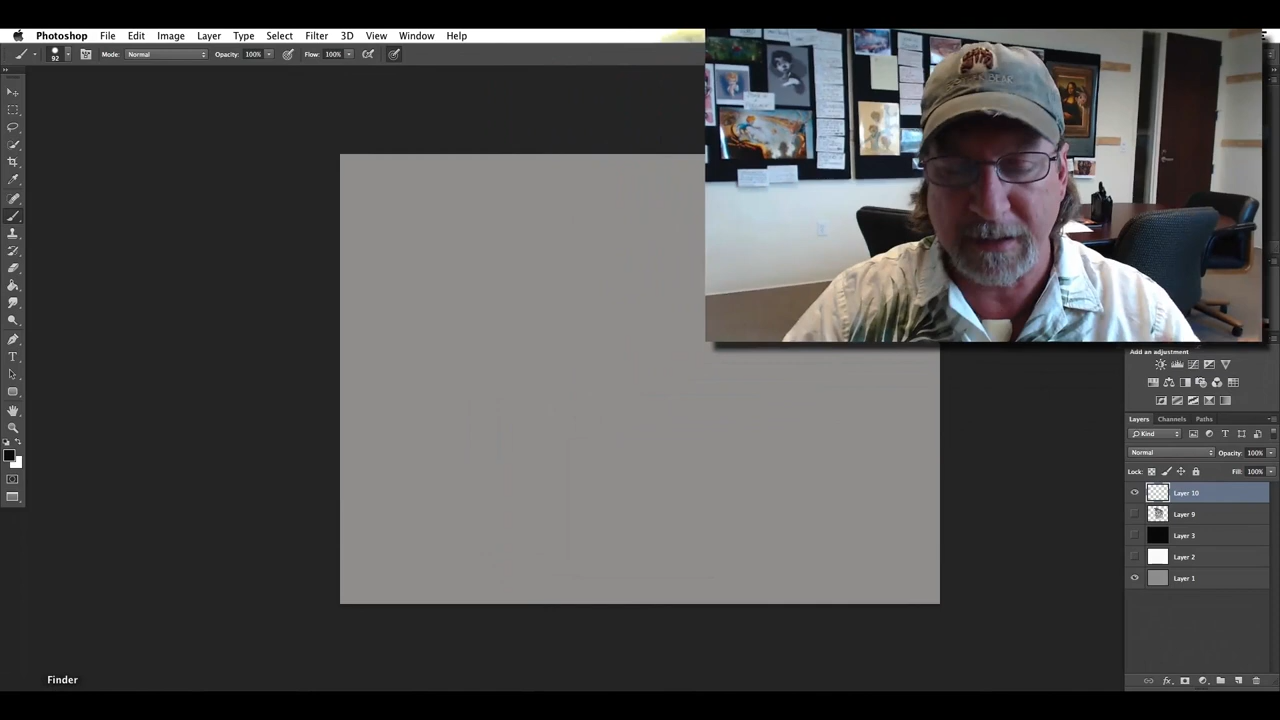 Photoshop File Edit Image Layer Type Select Filter 3D View Window Help
92 Mode: Normal Opacity: 100% Flow: 100%
Add an adjustment
Layers Channels Paths
Kind
Normal Opacity: 100%
Lock: Fill: 100%
Layer 10
Layer 9
Layer 3
Layer 2
Layer 1
Finder